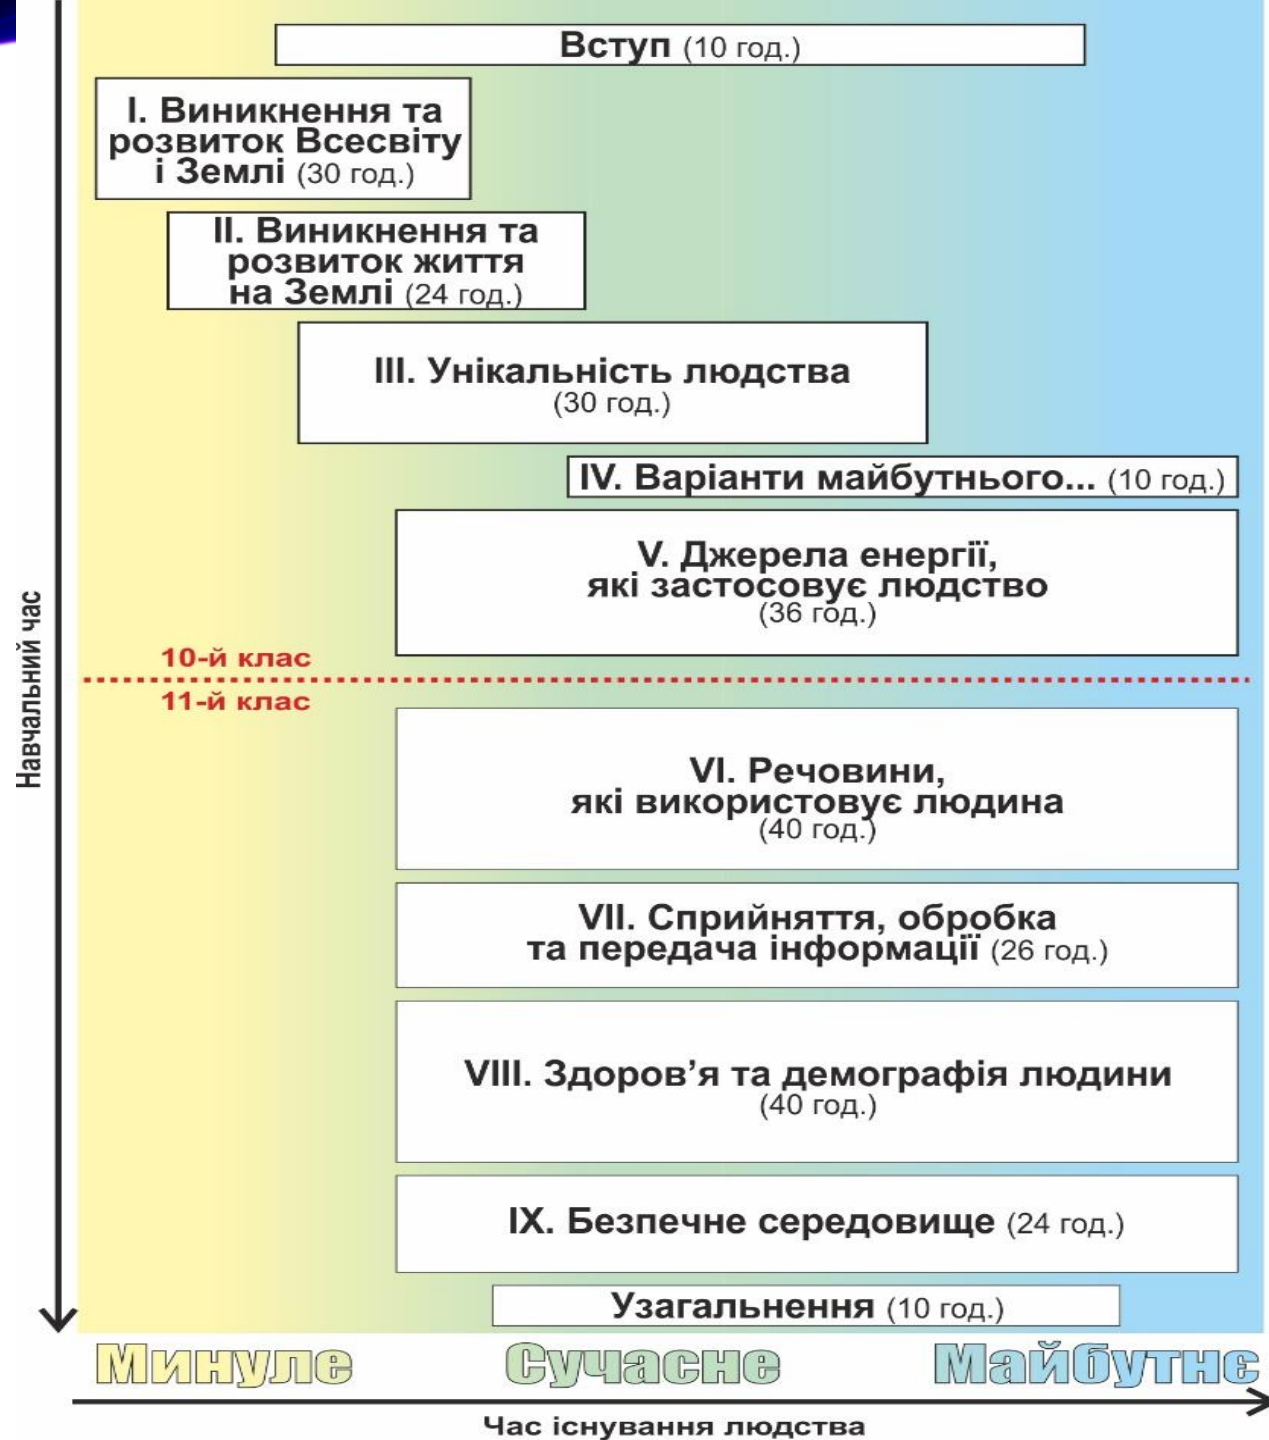 Вступ (10 год.)
I. Виникнення та
розвиток Всесвіту
і Землі (30 год.)
II. Виникнення та
розвиток життя
на Землі (24 год.)
III. Унікальність людства
(30 год.)
IV. Варіанти майбутнього... (10 год.)
V. Джерела енергії,
які застосовує людство
(36 год.)
10-й клас
11-й клас
Навчальний час
VI. Речовини,
які використовує людина
(40 год.)
VII. Сприйняття, обробка
та передача інформації (26 год.)
VIII. Здоров’я та демографія людини
(40 год.)
IX. Безпечне середовище (24 год.)
Узагальнення (10 год.)
Минуле Сучасне Майбутнє
Час існування людства